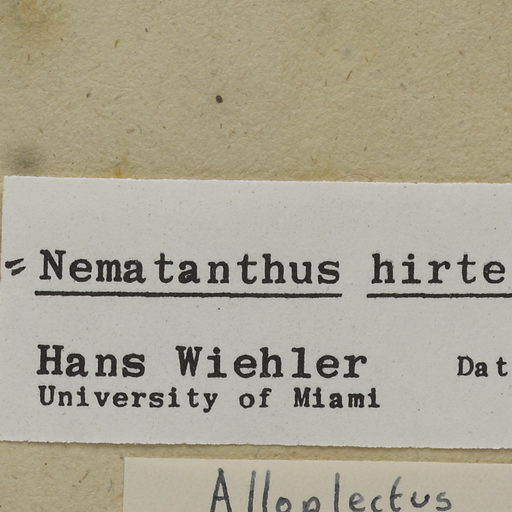 = Nematanthus hirte
Hans Wiehler Dat
University of Miami
Alloplectus